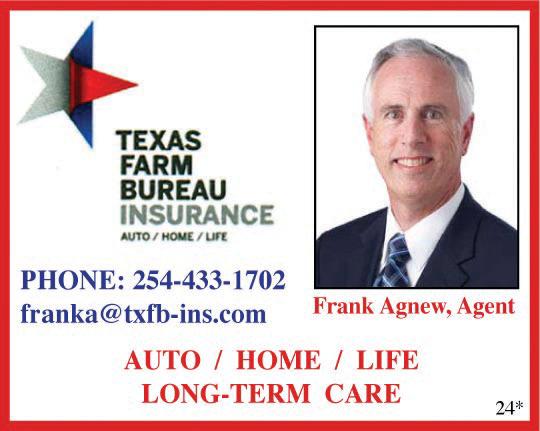 TEXAS
FARM
BUREAU
INSURANCE
AUTO / HOME / LIFE
PHONE: 254-433-1702
franka@txfb-ins.com
Frank Agnew, Agent
AUTO / HOME / LIFE
LONG-TERM CARE
24*